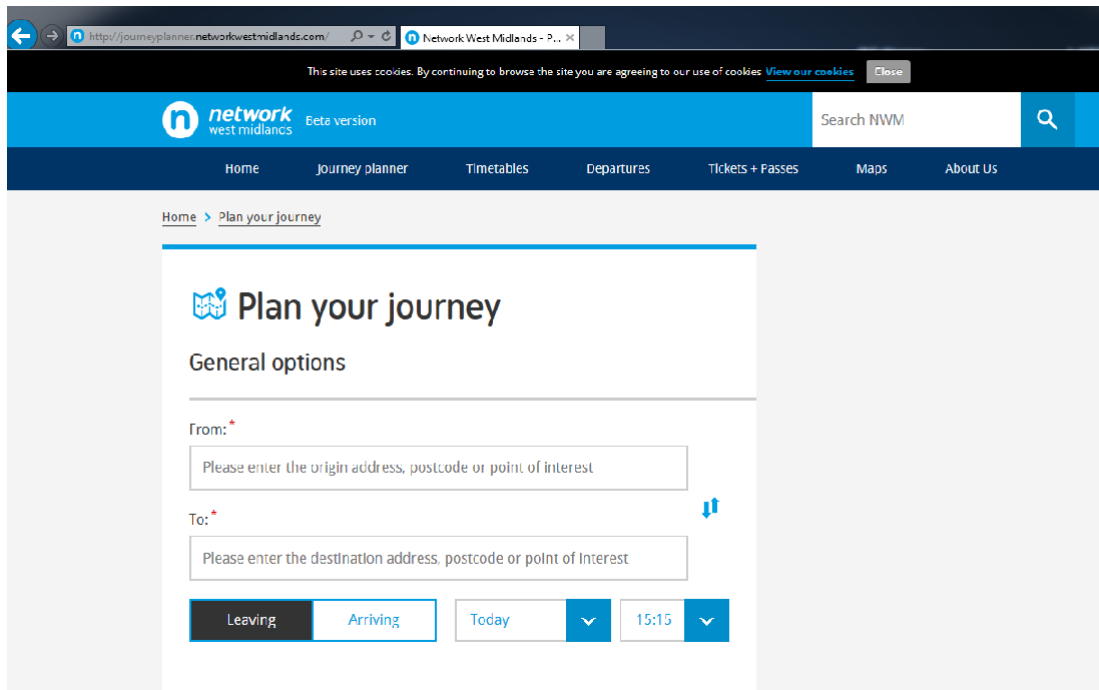 http://journeyplanner.networkwestmidlands.com/
Network West Midlands - P...
This site uses cookies. By continuing to browse the site you are agreeing to our use of cookies View our cookies Close
n network west midlands Beta version Search NWM
Home Journey planner Timetables Departures Tickets + Passes Maps About Us
Home > Plan your journey
Plan your journey
General options
From:*
Please enter the origin address, postcode or point of interest
To:*
Please enter the destination address, postcode or point of interest
Leaving Arriving Today 15:15